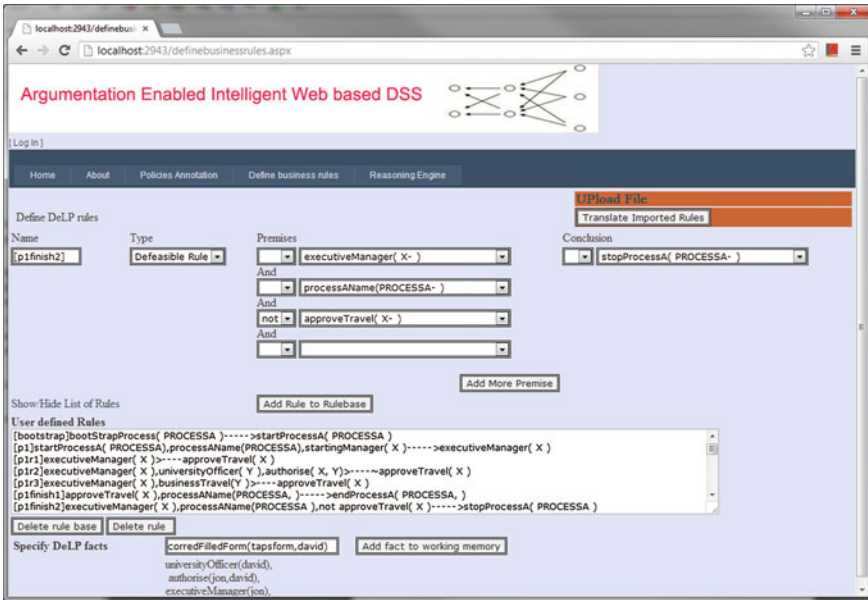 localhost:2943/definebusi
localhost:2943/definebusinessrules.aspx
Argumentation Enabled Intelligent Web based DSS
[ Log In ]
Home About Policies Annotation Define business rules Reasoning Engine
UPload File
Define DeLP rules Translate Imported Rules
Name Type Premises Conclusion
[p1finish2] Defeasible Rule executiveManager( X- ) stopProcessA( PROCESSA- )
And
processAName(PROCESSA- )
And
not approveTravel( X- )
And
Add More Premise
Show/Hide List of Rules Add Rule to Rulebase
User defined Rules
[bootstrap]bootStrapProcess( PROCESSA )----->startProcessA( PROCESSA )
[p1]startProcessA( PROCESSA),processAName(PROCESSA),startingManager( X )----->executiveManager( X )
[p1r1]executiveManager( X )>----approveTravel( X )
[p1r2]executiveManager( X ),universityOfficer( Y ),authorise( X, Y)>----~approveTravel( X )
[p1r3]executiveManager( X ),businessTravel(Y )>----approveTravel( X )
[p1finish1]approveTravel( X ),processAName(PROCESSA, )----->endProcessA( PROCESSA, )
[p1finish2]executiveManager( X ),processAName(PROCESSA ),not approveTravel( X )----->stopProcessA( PROCESSA )
Delete rule base Delete rule
Specify DeLP facts corredFilledForm(tapsform,david) Add fact to working memory
universityOfficer(david),
authorise(jon,david),
executiveManager(jon),